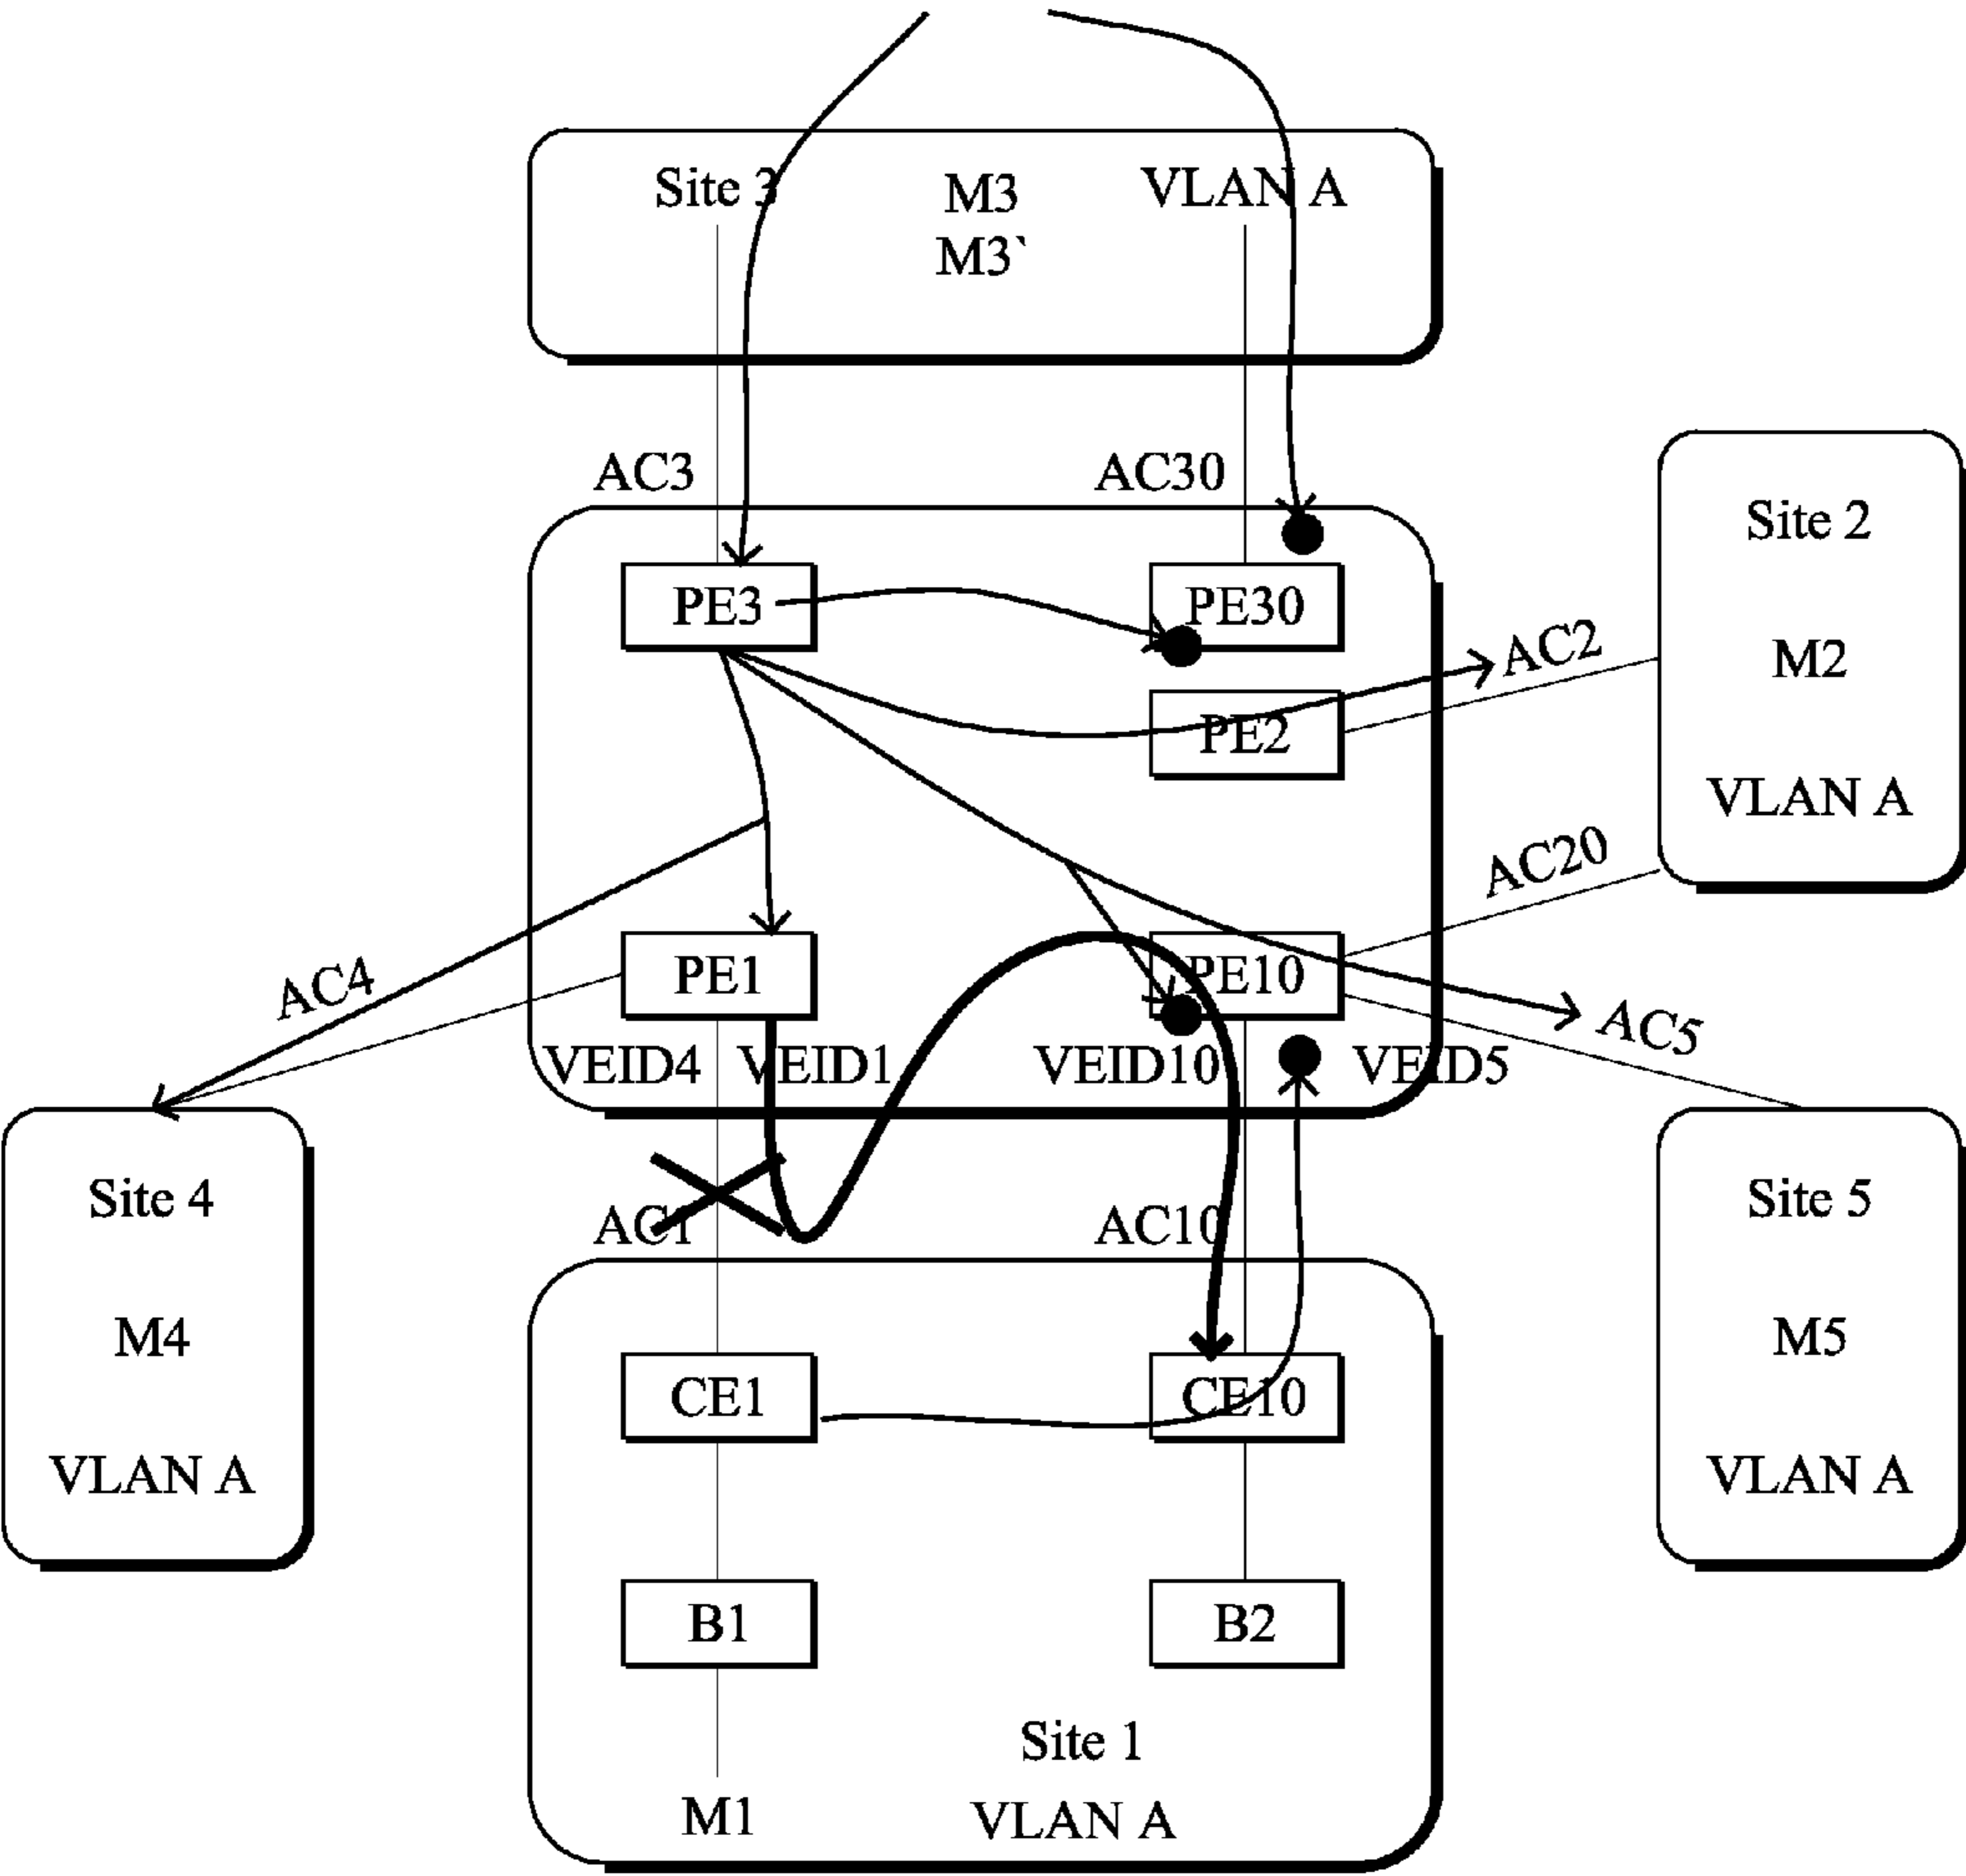 Site 3
M3
VLAN A
M3`
AC3
AC30
Site 2
PE3
PE30
AC2
M2
PE2
VLAN A
AC20
AC4
PE1
PE10
AC5
VEID4
VEID1
VEID10
VEID5
Site 4
AC1
AC10
Site 5
M4
M5
CE1
CE10
VLAN A
VLAN A
B1
B2
Site 1
M1
VLAN A